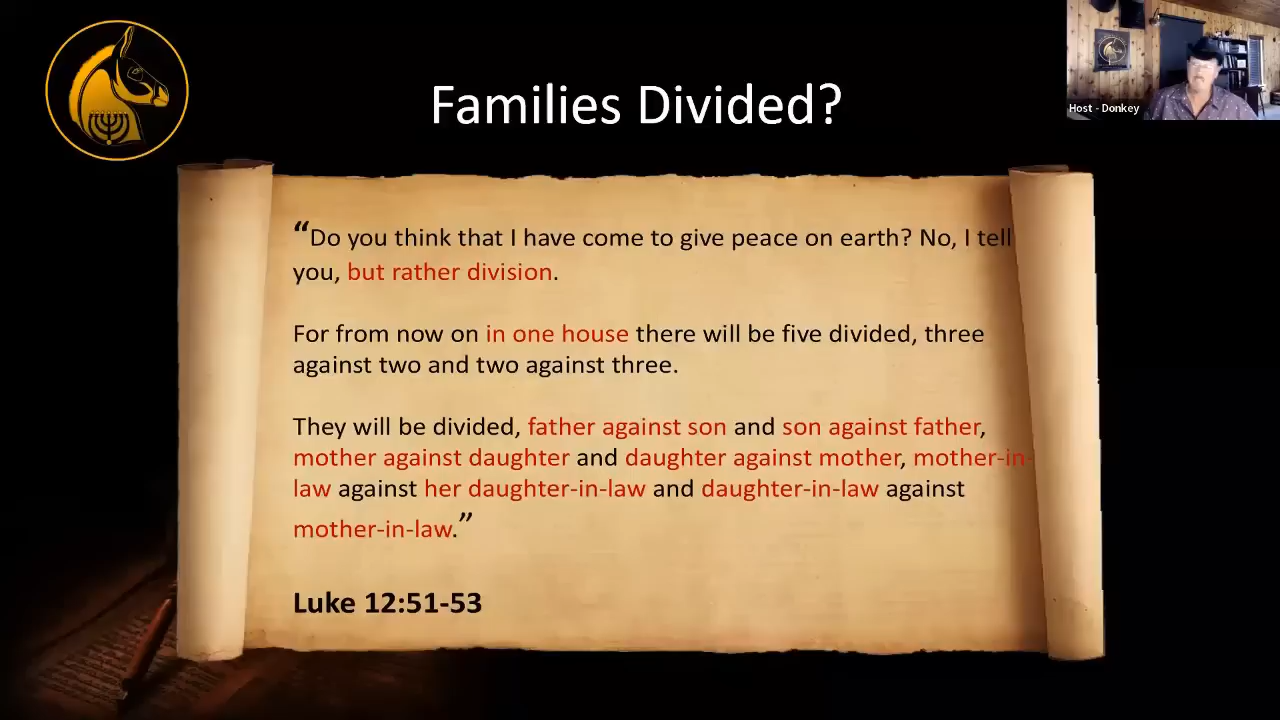 Families Divided?
Host - Donkey
“Do you think that I have come to give peace on earth? No, I tell
you, but rather division.
For from now on in one house there will be five divided, three
against two and two against three.
They will be divided, father against son and son against father,
mother against daughter and daughter against mother, mother-in-
law against her daughter-in-law and daughter-in-law against
mother-in-law.”
Luke 12:51-53